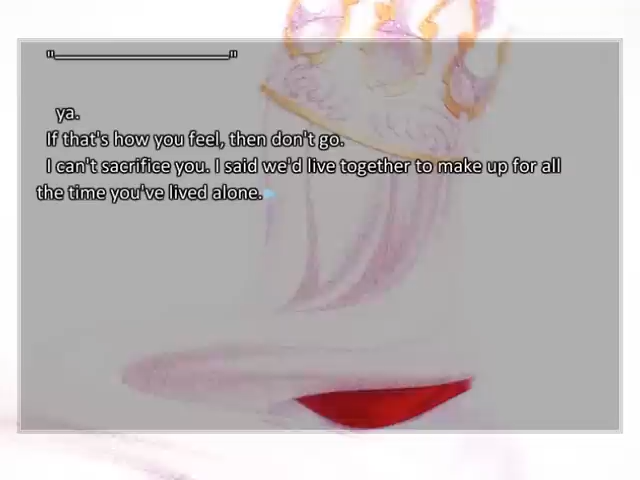 "――――――――――"
ya.
If that's how you feel, then don't go.
I can't sacrifice you. I said we'd live together to make up for all
the time you've lived alone.